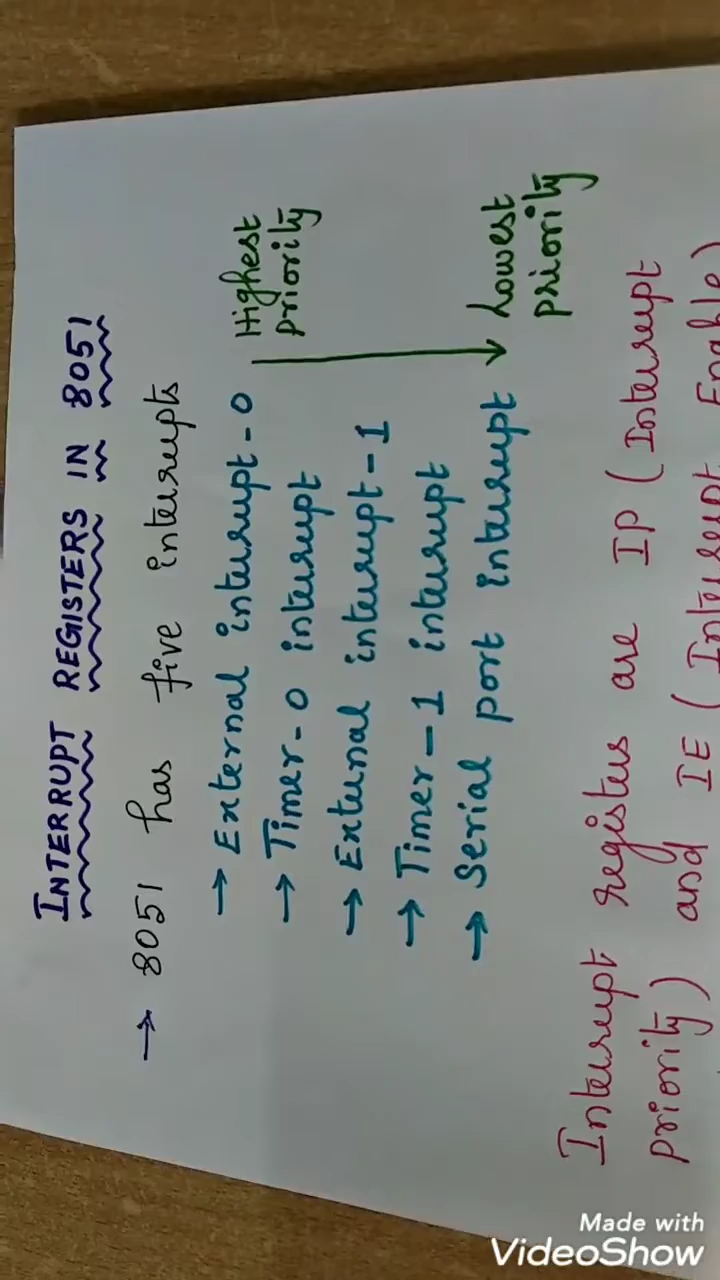 INTERRUPT REGISTERS IN 8051
→ 8051 has five interrupts
→ External interrupt-0
Highest priority
→ Timer-0 interrupt
→ External interrupt-1
→ Timer-1 interrupt
→ Serial port interrupt
Lowest priority
Interrupt registers are IP (Interrupt
priority) and IE (Interrupt Enable)
Made with
VideoShow